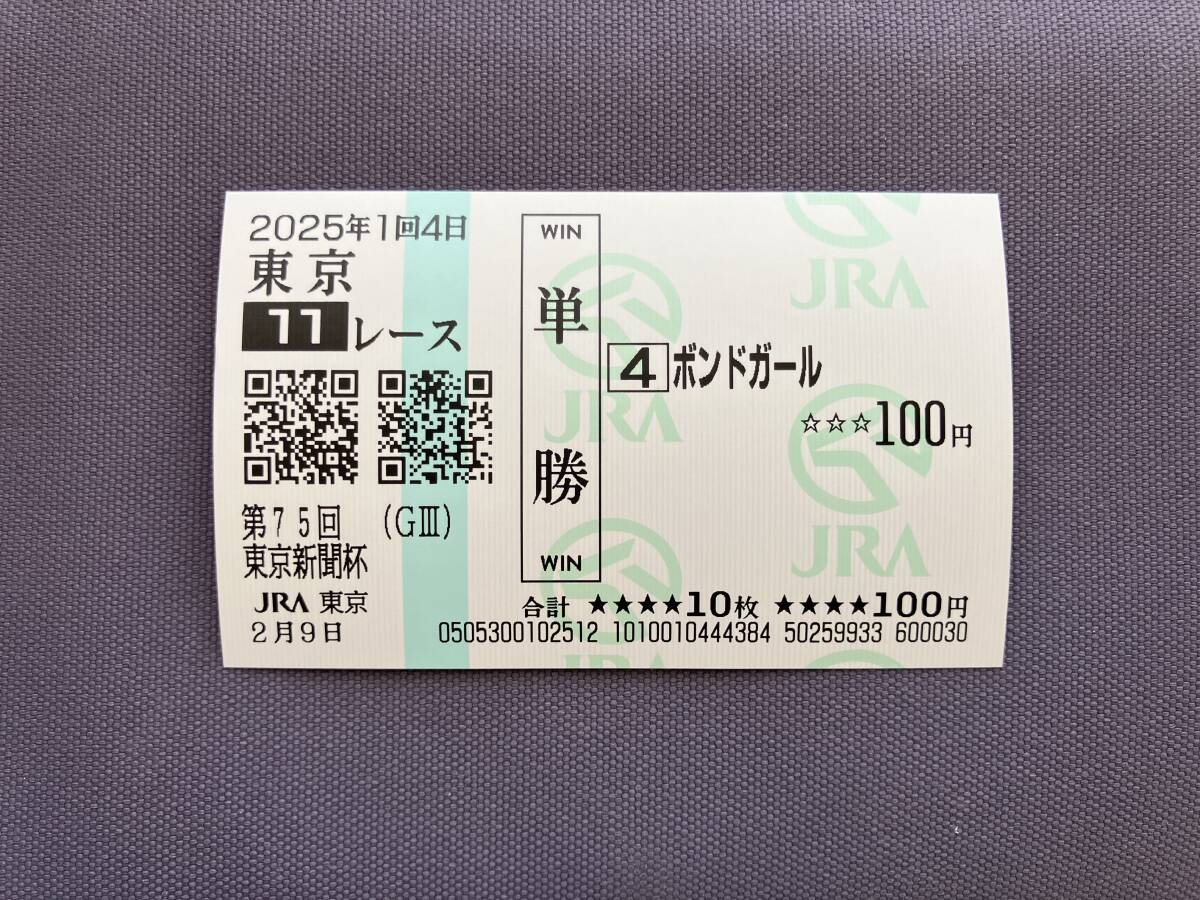 2025年1回4日
東京
11レース
第75回 (GⅢ)
東京新聞杯
JRA 東京
2月9日
WIN
単勝
WIN
4 ボンドガール
☆☆☆100円
合計 ★★★★10枚 ★★★★100円
0505300102512 1010010444384 50259933 600030
JRA
JRA
JRA
JRA